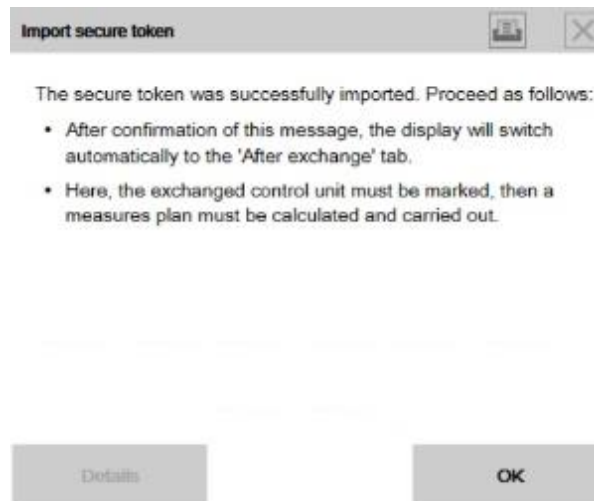 Import secure token
The secure token was successfully imported. Proceed as follows:
• After confirmation of this message, the display will switch
automatically to the 'After exchange' tab.
• Here, the exchanged control unit must be marked, then a
measures plan must be calculated and carried out.
Details
OK